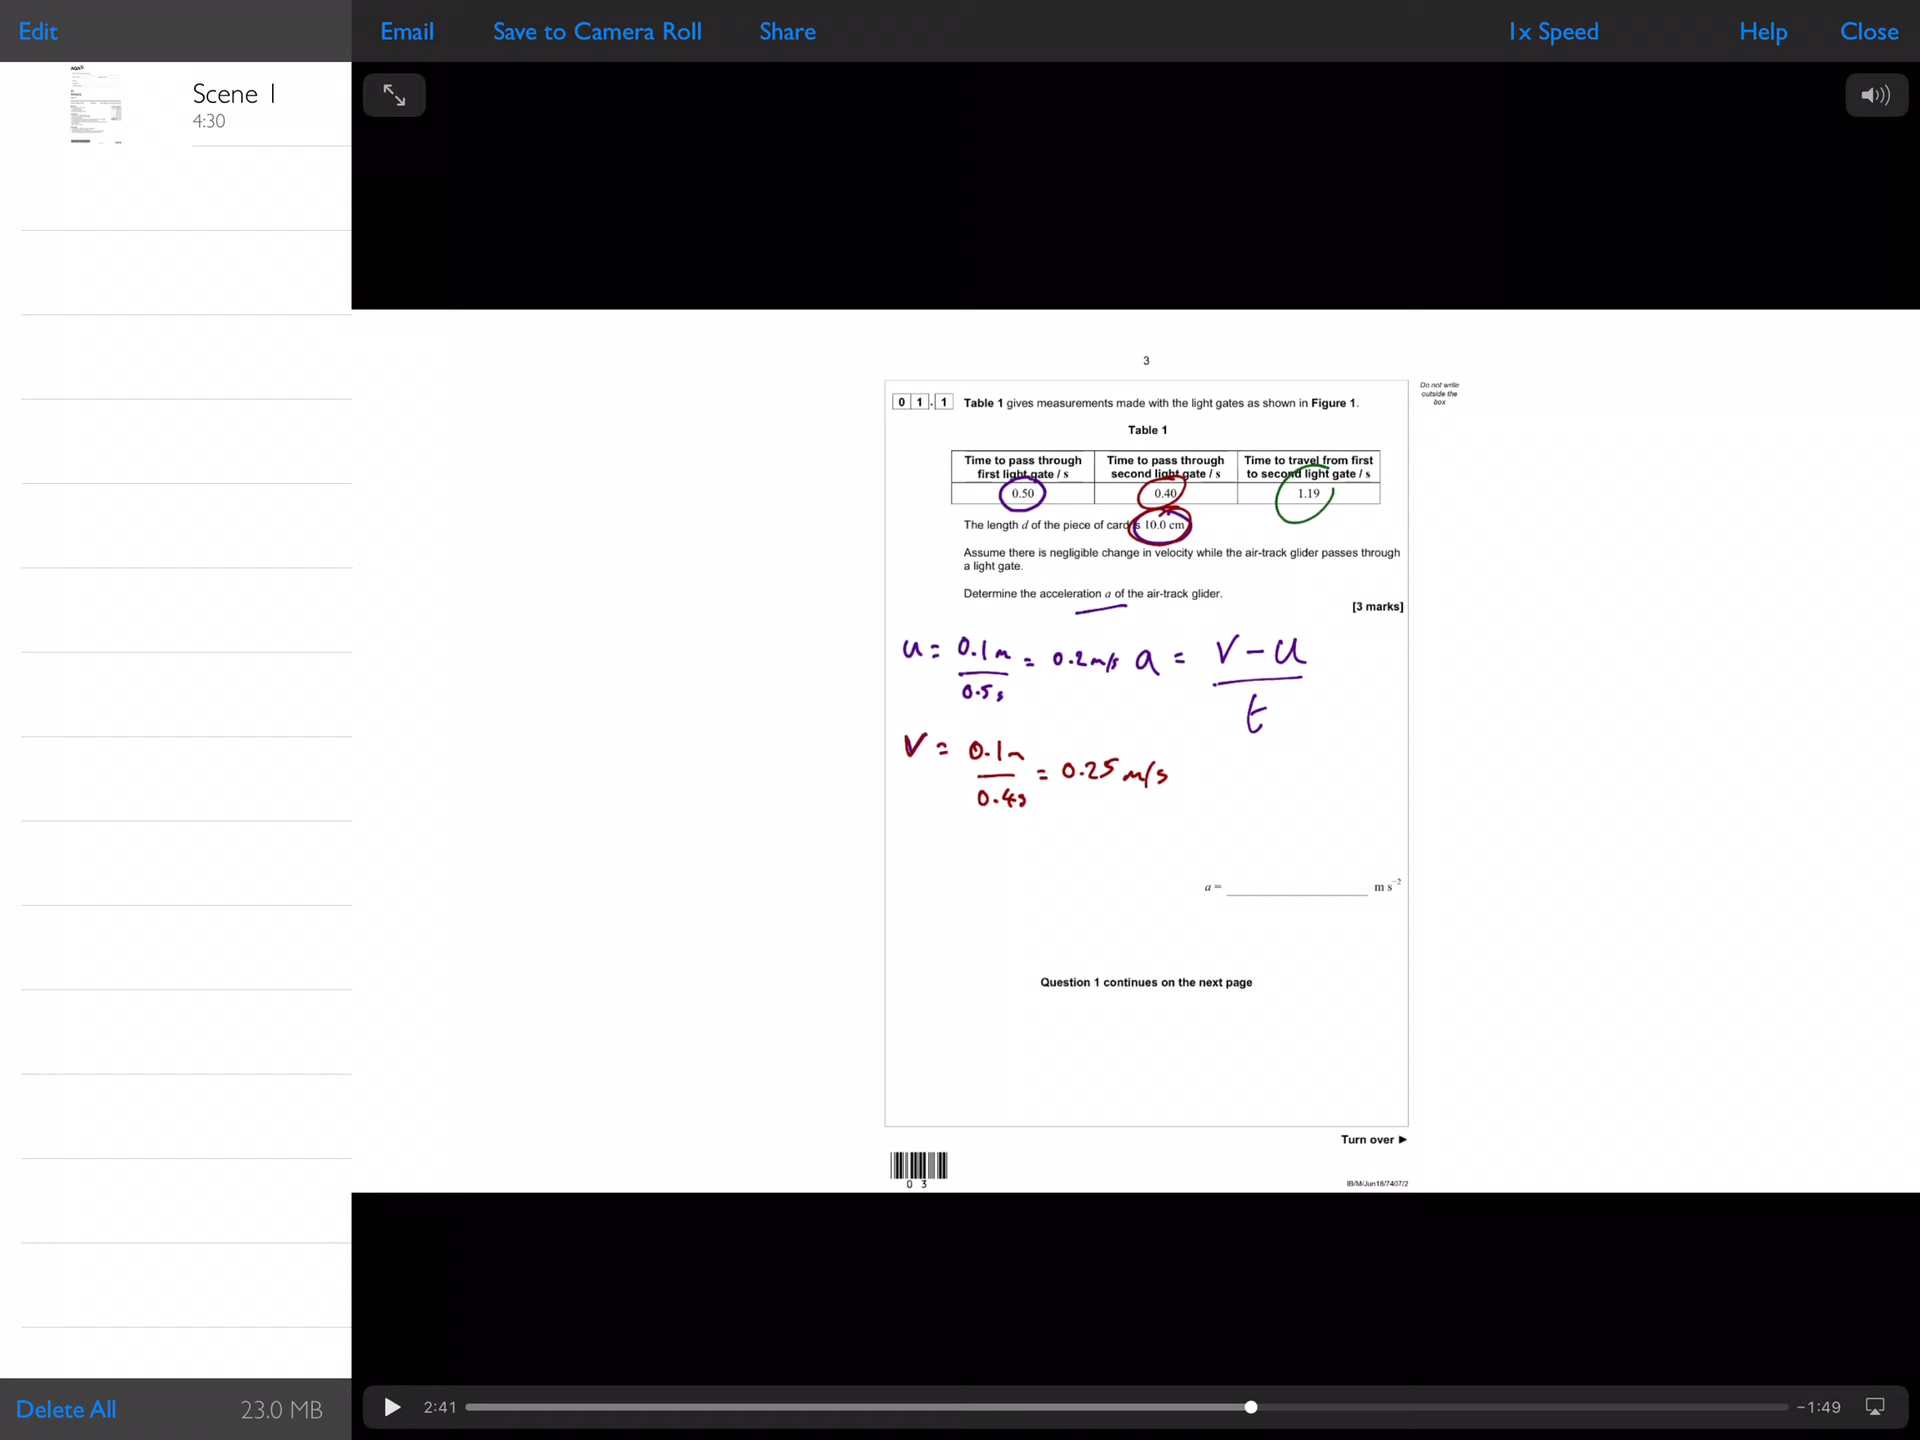 Edit
Email
Save to Camera Roll
Share
1x Speed
Help
Close
AQA
Scene 1
4:30
3
Do not write
outside the
box
0 1 . 1 Table 1 gives measurements made with the light gates as shown in Figure 1.
Table 1
Time to pass through first light gate / s
Time to pass through second light gate / s
Time to travel from first to second light gate / s
0.50
0.40
1.19
The length d of the piece of card is 10.0 cm
Assume there is negligible change in velocity while the air-track glider passes through
a light gate.
Determine the acceleration a of the air-track glider.
[3 marks]
u = 0.1m / 0.5s = 0.2m/s
a = v - u / t
v = 0.1m / 0.4s = 0.25 m/s
a = ____ m s⁻²
Question 1 continues on the next page
Turn over ►
0 3
IB/M/Jun18/7407/2
Delete All
23.0 MB
2:41
-1:49